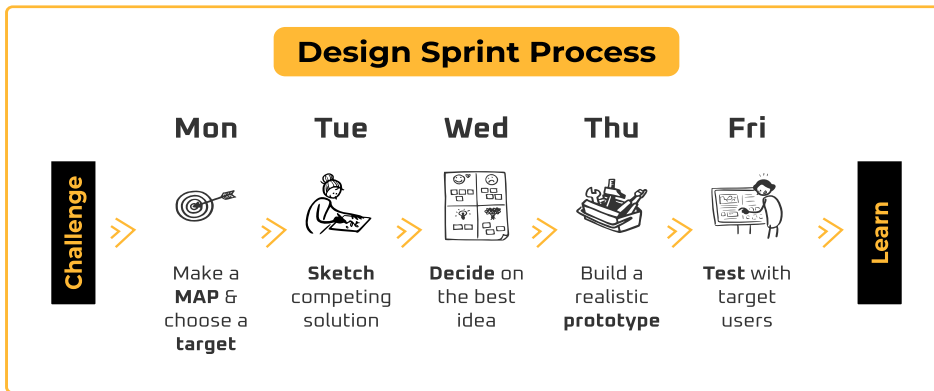 Design Sprint Process
Challenge
Mon
Make a
MAP &
choose a
target
Tue
Sketch
competing
solution
Wed
Decide on
the best
idea
Thu
Build a
realistic
prototype
Fri
Test with
target
users
Learn